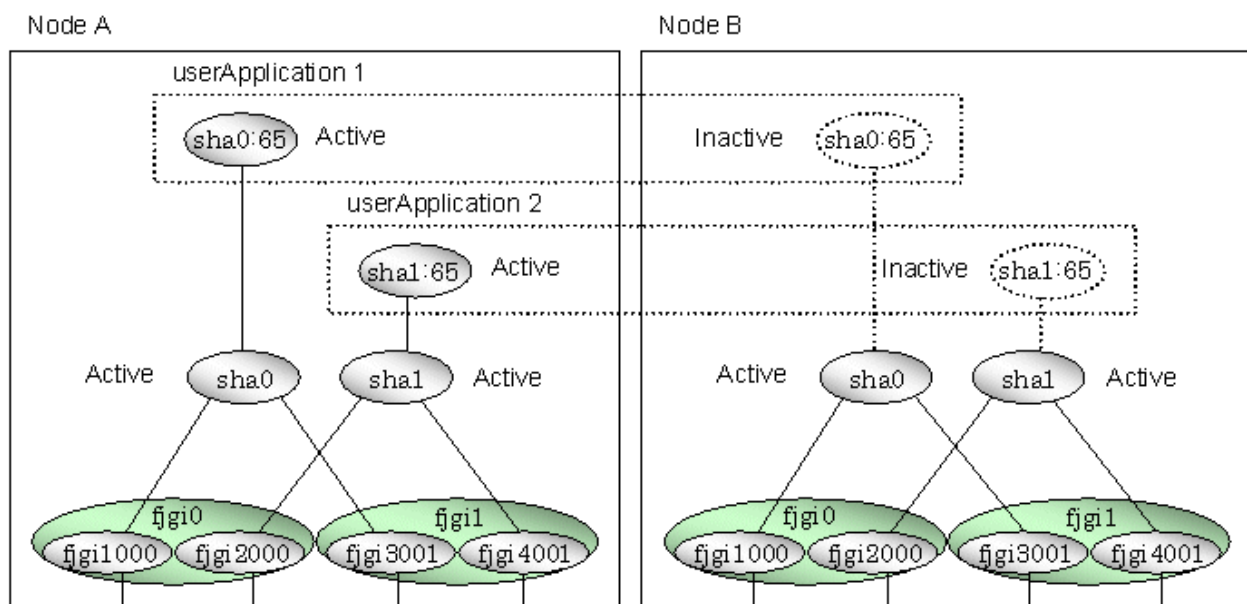 Node A
Node B
userApplication 1
sha0:65 Active
Inactive sha0:65
userApplication 2
sha1:65 Active
Inactive sha1:65
Active sha0 sha1 Active
Active sha0 sha1 Active
fjgi0 fjgi1
fjgi0 fjgi1
fjgi1000 fjgi2000 fjgi3001 fjgi4001
fjgi1000 fjgi2000 fjgi3001 fjgi4001